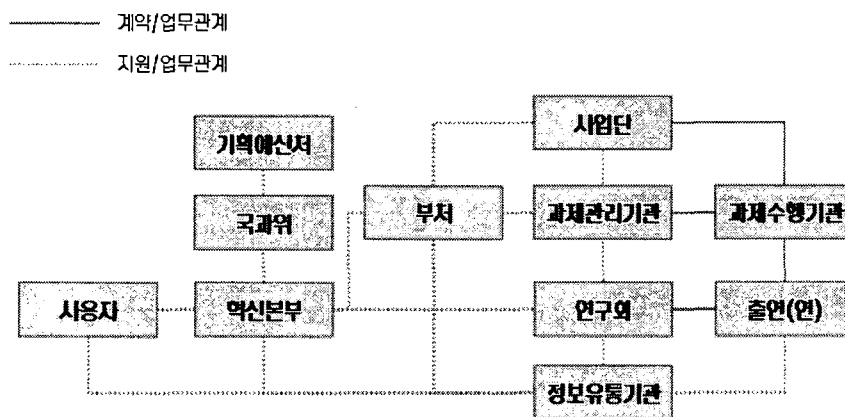 계약/업무관계
지원/업무관계
사업단
기획예산처
부처
과제관리기관
과제수행기관
국과위
사용자
혁신본부
연구회
출연(연)
정보유통기관